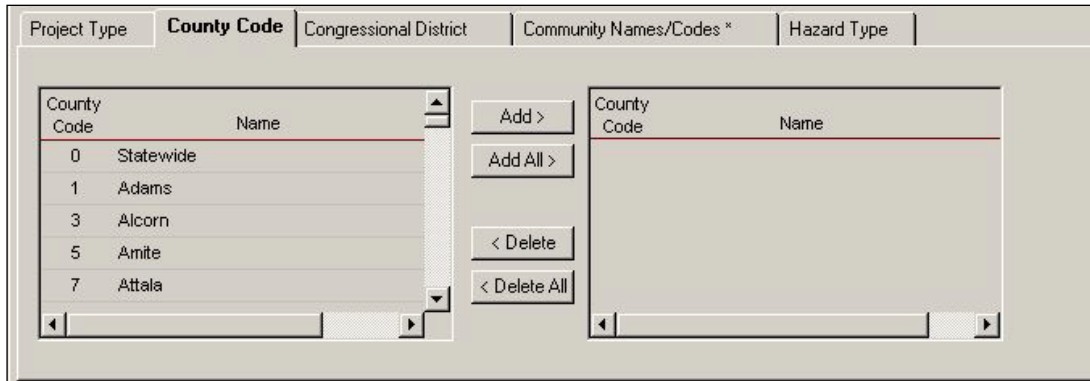 Project Type County Code Congressional District Community Names/Codes * Hazard Type
County
Code Name
0 Statewide
1 Adams
3 Alcorn
5 Amite
7 Attala
Add >
Add All >
< Delete
< Delete All
County
Code Name